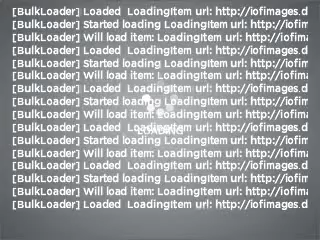 [BulkLoader] Loaded LoadingItem url: http://iofimages.d
[BulkLoader] Started loading LoadingItem url: http://iofim
[BulkLoader] Will load item: LoadingItem url: http://iofima
[BulkLoader] Loaded LoadingItem url: http://iofimages.d
[BulkLoader] Started loading LoadingItem url: http://iofim
[BulkLoader] Will load item: LoadingItem url: http://iofima
[BulkLoader] Loaded LoadingItem url: http://iofimages.d
[BulkLoader] Started loading LoadingItem url: http://iofim
[BulkLoader] Will load item: LoadingItem url: http://iofima
[BulkLoader] Loaded LoadingItem url: http://iofimages.d
LOADING
[BulkLoader] Started loading LoadingItem url: http://iofim
[BulkLoader] Will load item: LoadingItem url: http://iofima
[BulkLoader] Loaded LoadingItem url: http://iofimages.d
[BulkLoader] Started loading LoadingItem url: http://iofim
[BulkLoader] Will load item: LoadingItem url: http://iofima
[BulkLoader] Loaded LoadingItem url: http://iofimages.d